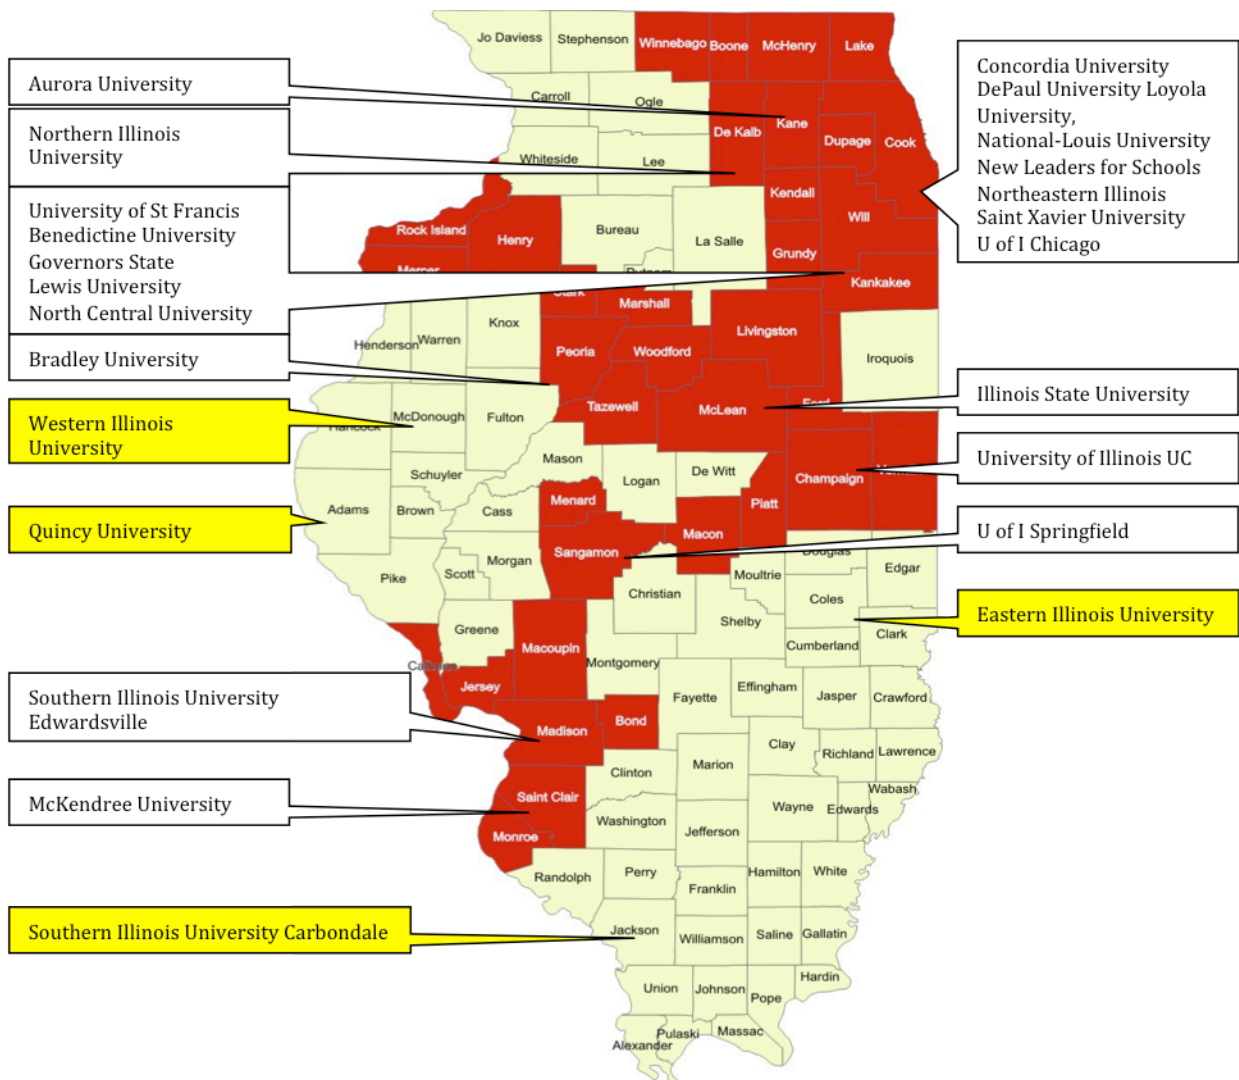 Aurora University
Northern Illinois
University
University of St Francis
Benedictine University
Governors State
Lewis University
North Central University
Bradley University
Western Illinois
University
Quincy University
Southern Illinois University
Edwardsville
McKendree University
Southern Illinois University Carbondale
Concordia University
DePaul University Loyola
University,
National-Louis University
New Leaders for Schools
Northeastern Illinois
Saint Xavier University
U of I Chicago
Illinois State University
University of Illinois UC
U of I Springfield
Eastern Illinois University
Jo Daviess
Stephenson
Winnebago
Boone
McHenry
Lake
Carroll
Ogle
De Kalb
Kane
Dupage
Cook
Whiteside
Lee
Kendall
Will
Rock Island
Henry
Bureau
La Salle
Grundy
Mercer
Putnam
Kankakee
Stark
Marshall
Knox
Livingston
Henderson
Warren
Peoria
Woodford
Iroquois
Tazewell
McLean
Ford
Hancock
McDonough
Fulton
Mason
Logan
De Witt
Champaign
Schuyler
Menard
Piatt
Adams
Brown
Cass
Sangamon
Macon
Morgan
Scott
Pike
Christian
Moultrie
Douglas
Edgar
Coles
Shelby
Greene
Macoupin
Montgomery
Cumberland
Clark
Calhoun
Jersey
Fayette
Effingham
Jasper
Crawford
Madison
Bond
Clay
Richland
Lawrence
Clinton
Marion
Wabash
Saint Clair
Wayne
Edwards
Washington
Jefferson
Monroe
Randolph
Perry
Franklin
Hamilton
White
Jackson
Williamson
Saline
Gallatin
Union
Johnson
Pope
Hardin
Alexander
Pulaski
Massac